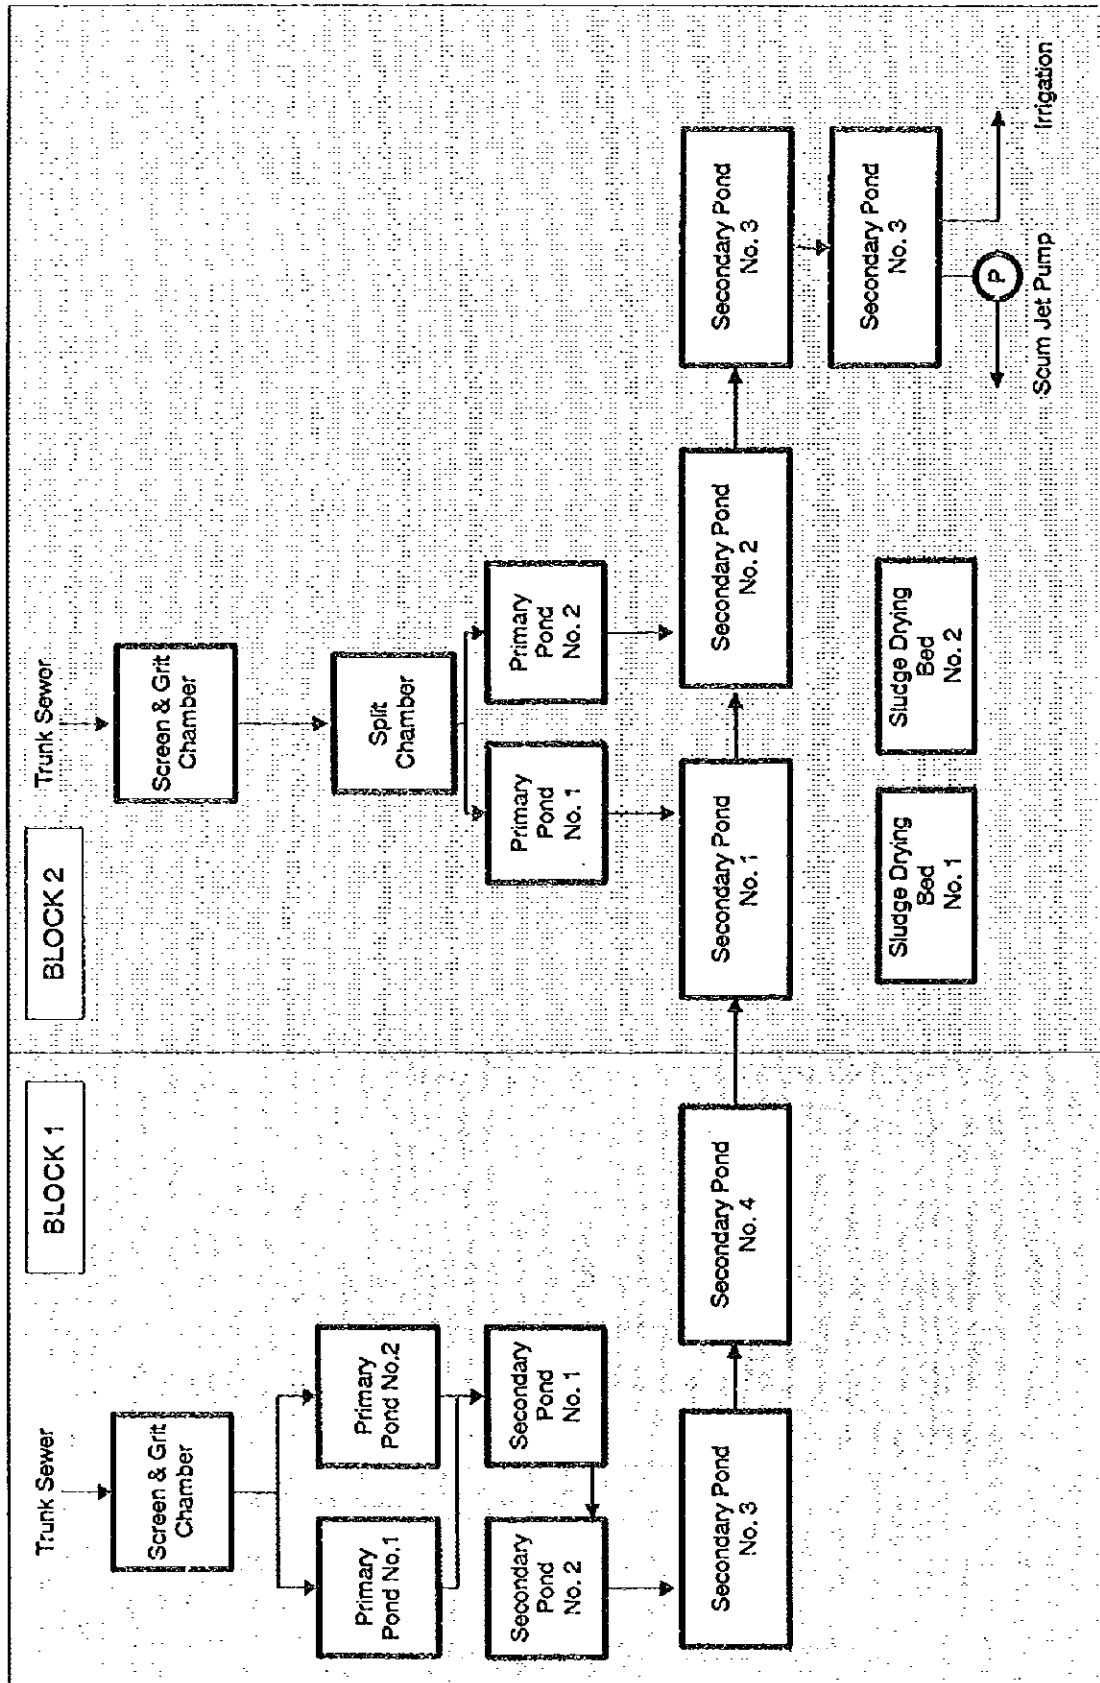 BLOCK 1
Trunk Sewer
Screen & Grit
Chamber
Primary
Pond No.1
Primary
Pond No.2
Secondary
Pond
No. 2
Secondary
Pond
No. 1
Secondary Pond
No. 3
Secondary Pond
No. 4
BLOCK 2
Trunk Sewer
Screen & Grit
Chamber
Split
Chamber
Primary
Pond
No. 1
Primary
Pond
No. 2
Secondary Pond
No. 1
Secondary Pond
No. 2
Secondary Pond
No. 3
Secondary Pond
No. 3
Sludge Drying
Bed
No. 1
Sludge Drying
Bed
No. 2
P
Scum Jet Pump
Irrigation